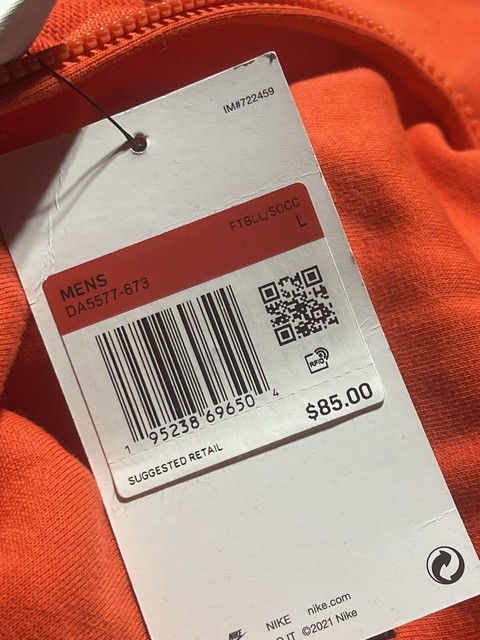 IM#722459
FTBLL/SOCC
MENS L
DA5577-673
RFID
1 95238 69650 4
$85.00
SUGGESTED RETAIL
NIKE nike.com
©2021 Nike